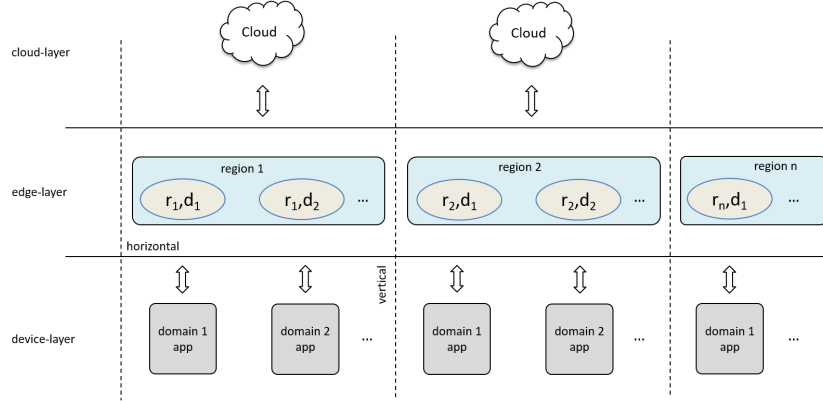 Cloud
Cloud
cloud-layer
region 1
region 2
region n
edge-layer
r₁,d₁
r₁,d₂
...
r₂,d₁
r₂,d₂
...
rₙ,d₁
...
horizontal
vertical
device-layer
domain 1
app
domain 2
app
...
domain 1
app
domain 2
app
...
domain 1
app
...